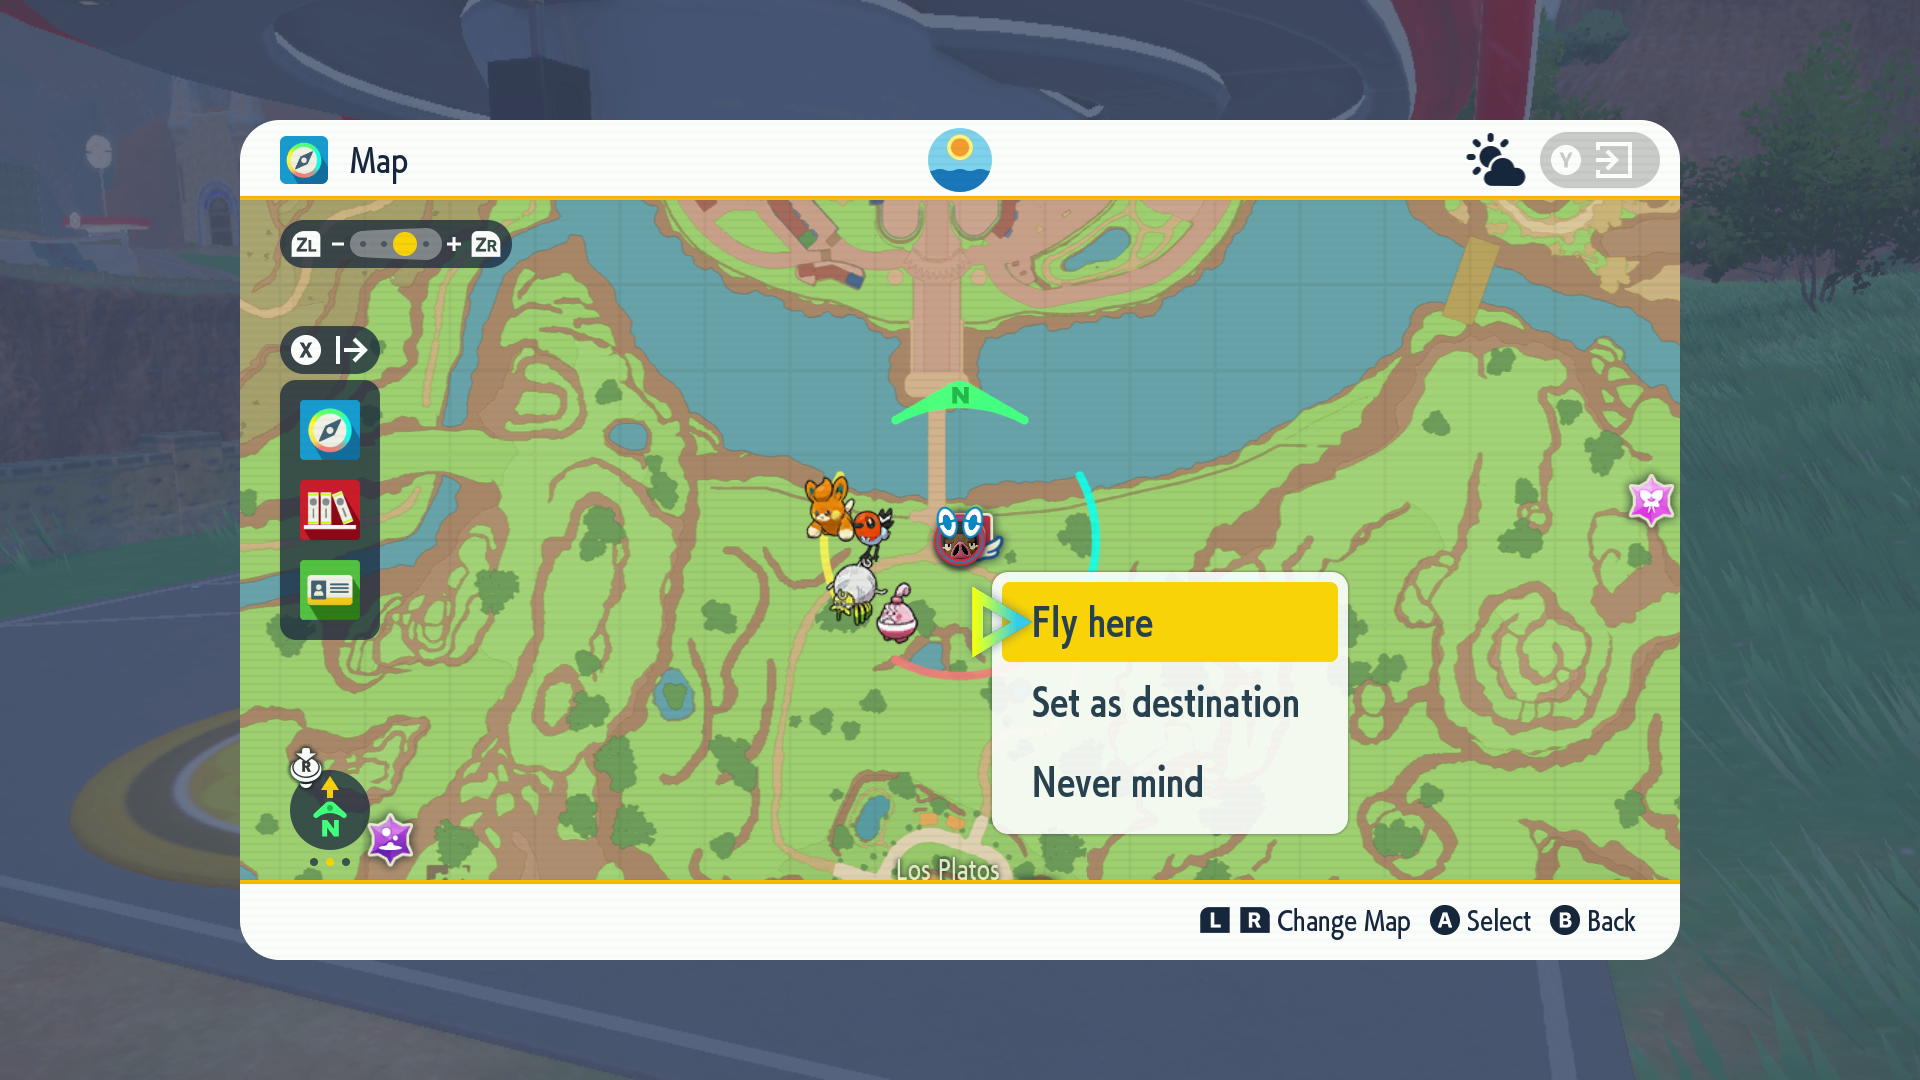 Map
Y
ZL - + ZR
X
N
Fly here
Set as destination
Never mind
R
N
Los Platos
L R Change Map A Select B Back